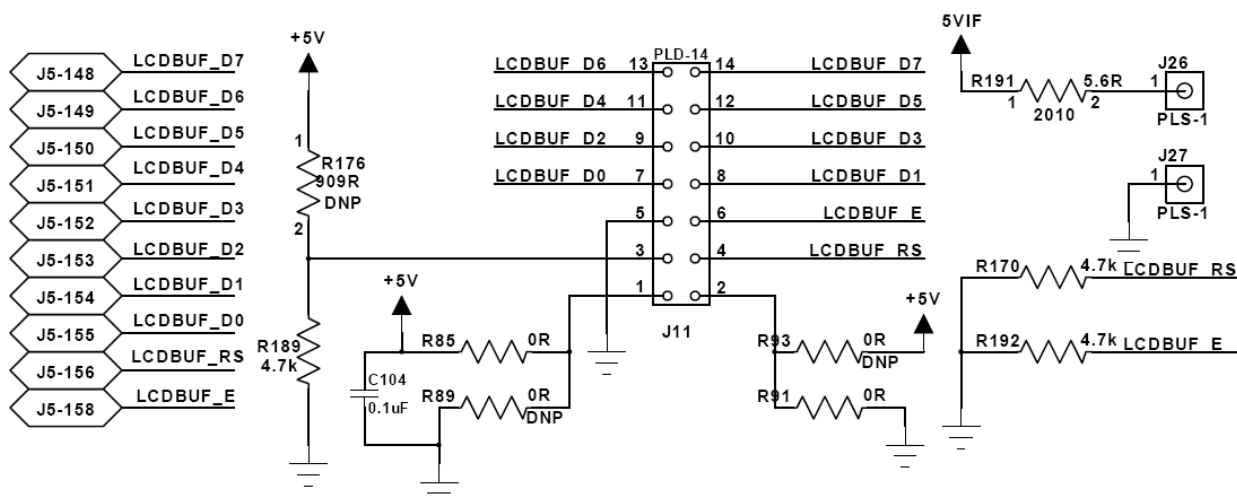 J5-148 LCDBUF_D7
J5-149 LCDBUF_D6
J5-150 LCDBUF_D5
J5-151 LCDBUF_D4
J5-152 LCDBUF_D3
J5-153 LCDBUF_D2
J5-154 LCDBUF_D1
J5-155 LCDBUF_D0
J5-156 LCDBUF_RS
J5-158 LCDBUF_E
+5V
1
R176
909R
DNP
2
R189
4.7k
+5V
C104
0.1uF
R85 0R
R89 0R
DNP
PLD-14
LCDBUF_D6 13 14 LCDBUF_D7
LCDBUF_D4 11 12 LCDBUF_D5
LCDBUF_D2 9 10 LCDBUF_D3
LCDBUF_D0 7 8 LCDBUF_D1
5 6 LCDBUF_E
3 4 LCDBUF_RS
1 2
J11
+5V
R93 0R
DNP
R91 0R
5VIF
R191 5.6R
1 2010 2
J26
1
PLS-1
J27
1
PLS-1
R170 4.7k LCDBUF_RS
R192 4.7k LCDBUF_E